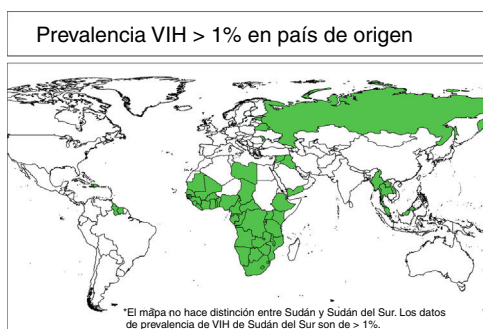 Prevalencia VIH > 1% en país de origen
*El mapa no hace distinción entre Sudán y Sudán del Sur. Los datos
de prevalencia de VIH de Sudán del Sur son de > 1%.